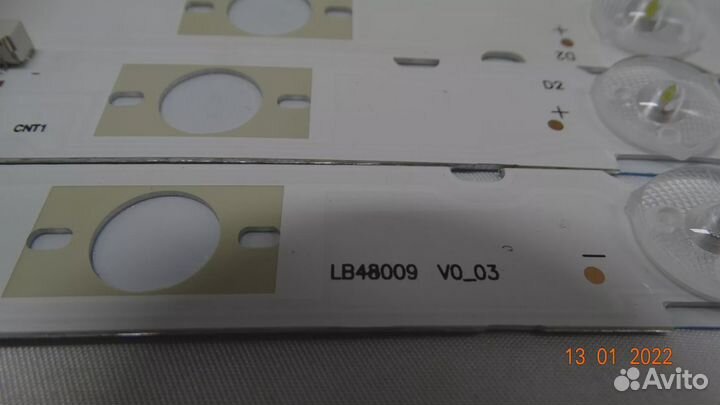 +
D2
D2
+
CNT1
LB48009 V0_03
−
13 01 2022
Avito